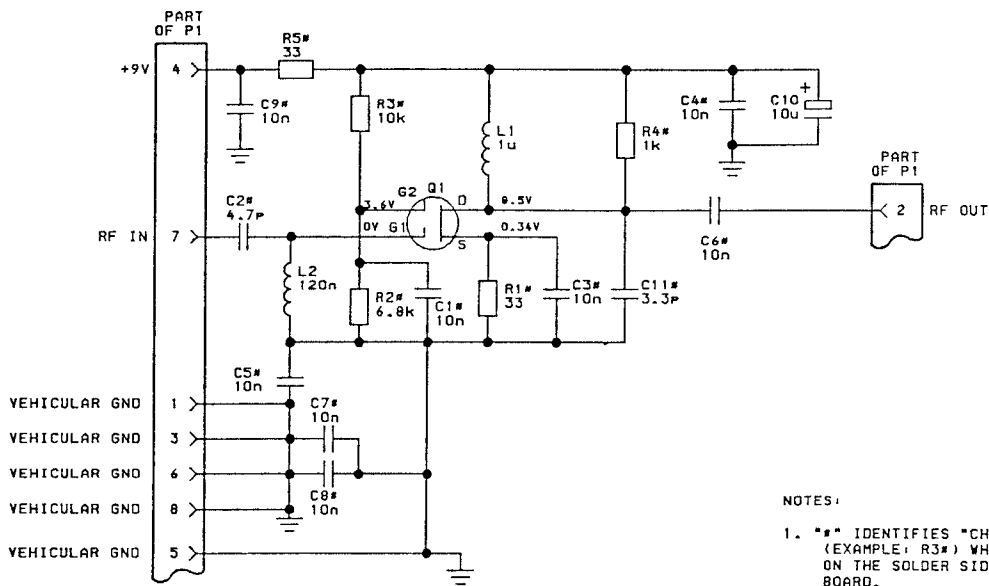 PART
OF P1
+9V
4
R5#
33
C9#
10n
R3#
10k
L1
1u
R4#
1k
C4#
10n
+
C10
10u
PART
OF P1
2
RF OUT
C2#
4.7p
RF IN
7
3.6V
G2
Q1
D
8.5V
0V
G1
S
0.34V
C6#
10n
L2
120n
R2#
6.8k
C1#
10n
R1#
33
C3#
10n
C11#
3.3p
C5#
10n
VEHICULAR GND
1
C7#
10n
VEHICULAR GND
3
VEHICULAR GND
6
C8#
10n
VEHICULAR GND
8
VEHICULAR GND
5
NOTES:
1. "#" IDENTIFIES "CH
(EXAMPLE: R3#) WH
ON THE SOLDER SID
BOARD.